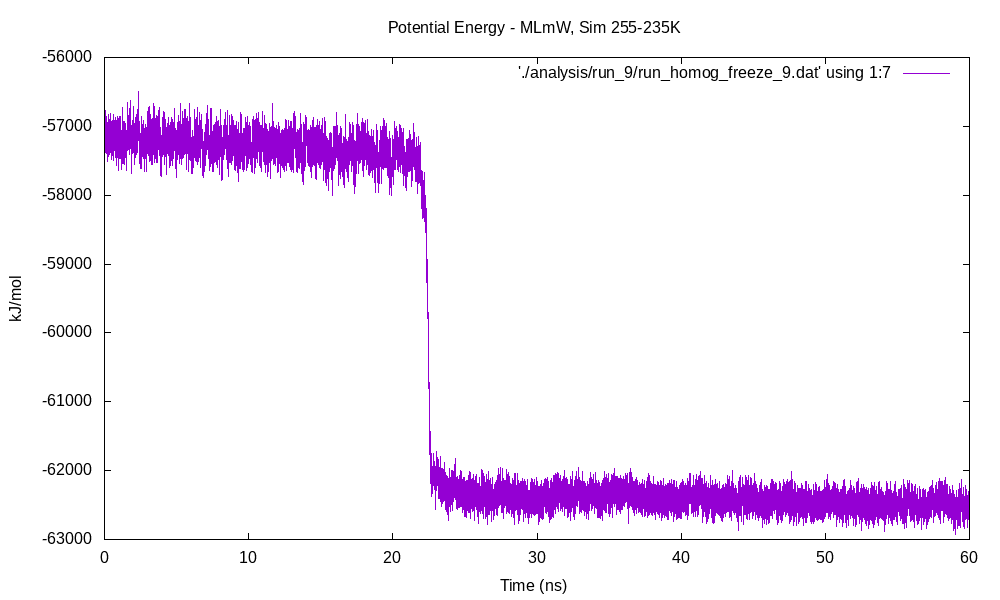 Potential Energy - MLmW, Sim 255-235K
'./analysis/run_9/run_homog_freeze_9.dat' using 1:7
-56000
-57000
-58000
-59000
-60000
-61000
-62000
-63000
kJ/mol
0 10 20 30 40 50 60
Time (ns)